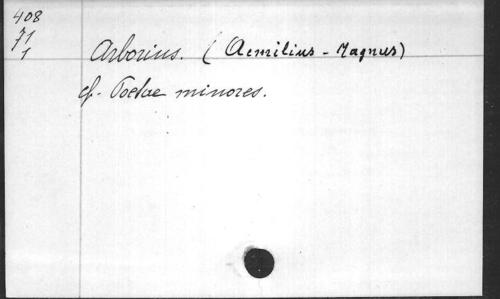 408
71
1
Arborius. (Aemilius - Magnus)
cf. Poetae minores.